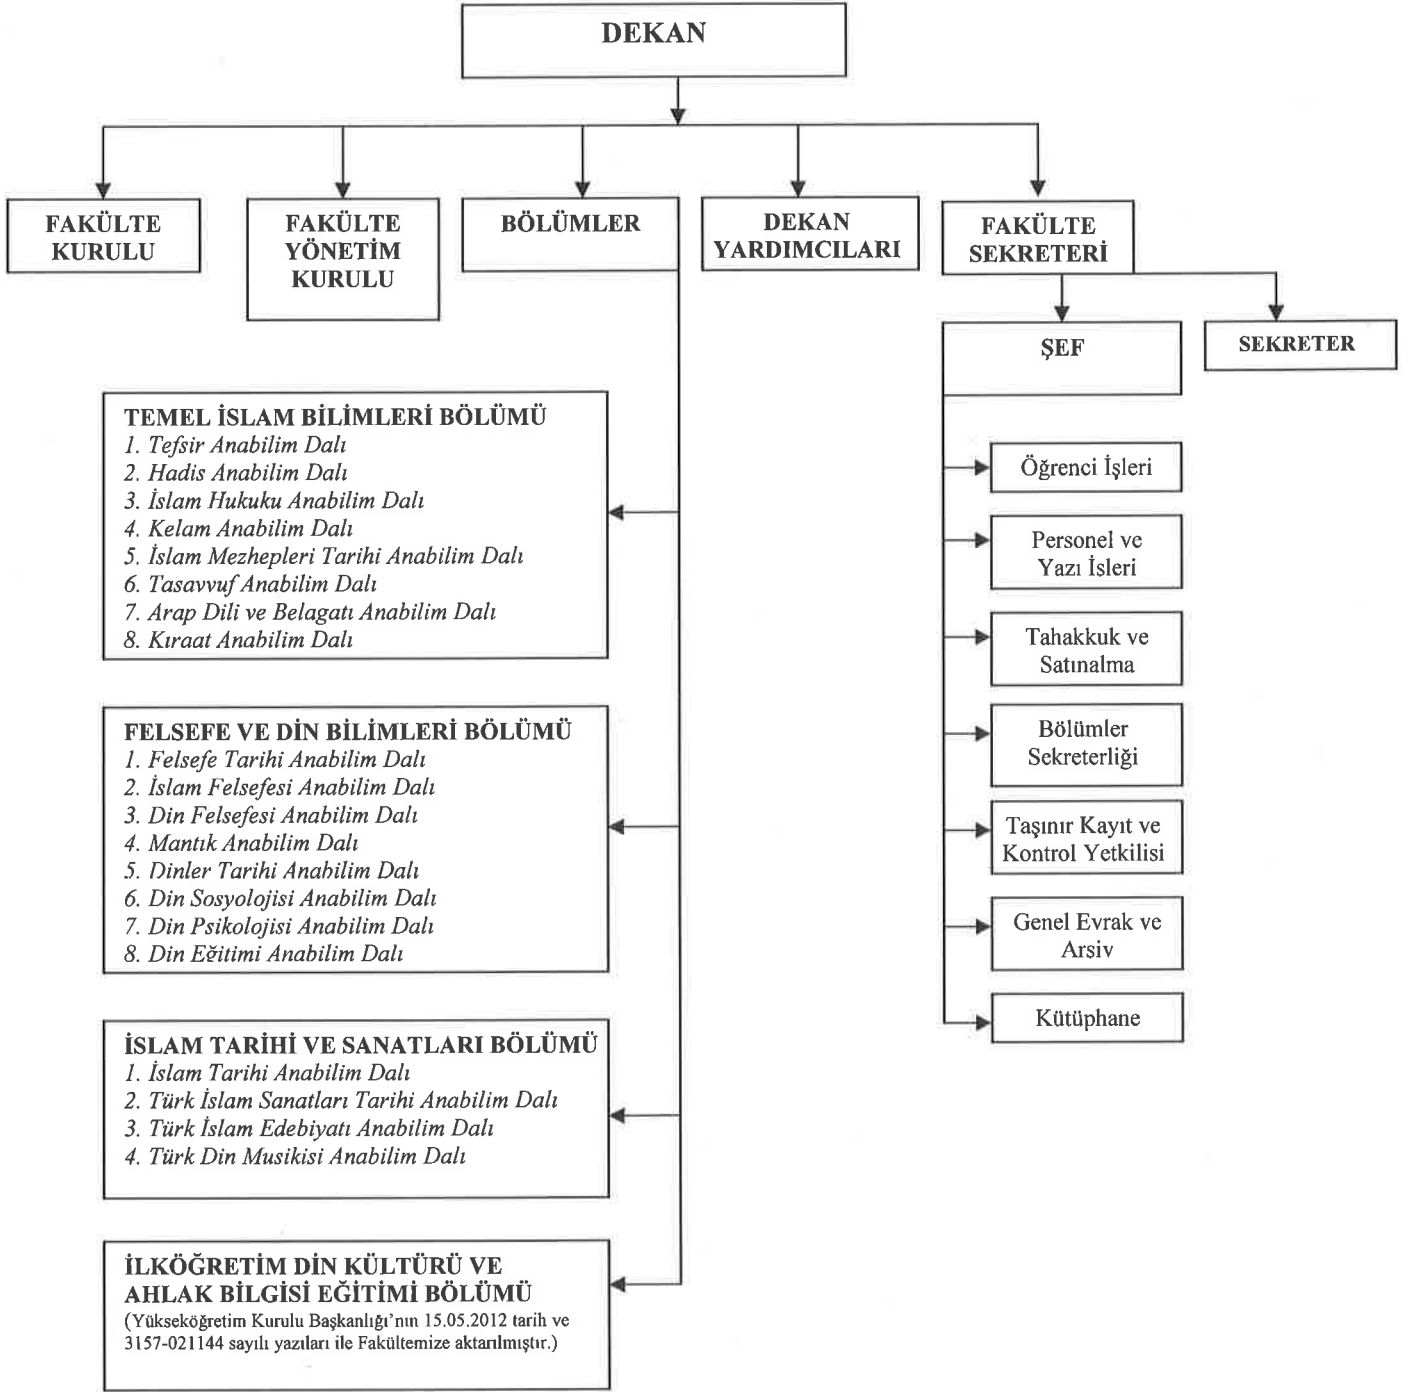 DEKAN
FAKÜLTE
KURULU
FAKÜLTE
YÖNETİM
KURULU
BÖLÜMLER
DEKAN
YARDIMCILARI
FAKÜLTE
SEKRETERİ
ŞEF
SEKRETER
TEMEL İSLAM BİLİMLERİ BÖLÜMÜ
1. Tefsir Anabilim Dalı
2. Hadis Anabilim Dalı
3. İslam Hukuku Anabilim Dalı
4. Kelam Anabilim Dalı
5. İslam Mezhepleri Tarihi Anabilim Dalı
6. Tasavvuf Anabilim Dalı
7. Arap Dili ve Belagatı Anabilim Dalı
8. Kıraat Anabilim Dalı
FELSEFE VE DİN BİLİMLERİ BÖLÜMÜ
1. Felsefe Tarihi Anabilim Dalı
2. İslam Felsefesi Anabilim Dalı
3. Din Felsefesi Anabilim Dalı
4. Mantık Anabilim Dalı
5. Dinler Tarihi Anabilim Dalı
6. Din Sosyolojisi Anabilim Dalı
7. Din Psikolojisi Anabilim Dalı
8. Din Eğitimi Anabilim Dalı
İSLAM TARİHİ VE SANATLARI BÖLÜMÜ
1. İslam Tarihi Anabilim Dalı
2. Türk İslam Sanatları Tarihi Anabilim Dalı
3. Türk İslam Edebiyatı Anabilim Dalı
4. Türk Din Musikisi Anabilim Dalı
İLKÖĞRETİM DİN KÜLTÜRÜ VE
AHLAK BİLGİSİ EĞİTİMİ BÖLÜMÜ
(Yükseköğretim Kurulu Başkanlığı'nın 15.05.2012 tarih ve
3157-021144 sayılı yazıları ile Fakültemize aktarılmıştır.)
Öğrenci İşleri
Personel ve
Yazı İsleri
Tahakkuk ve
Satınalma
Bölümler
Sekreterliği
Taşınır Kayıt ve
Kontrol Yetkilisi
Genel Evrak ve
Arsiv
Kütüphane